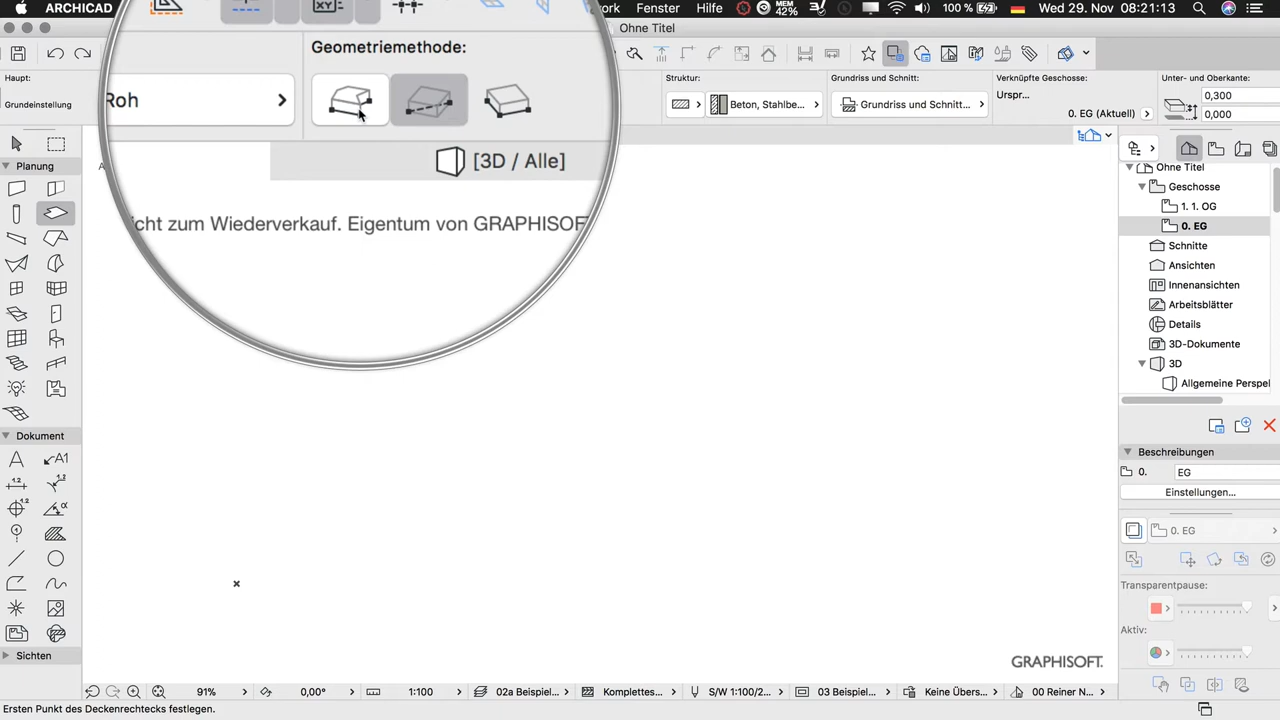 ARCHICAD
rk
Fenster
Hilfe
MEM
42%
100 %
Wed 29. Nov 08:21:13
Ohne Titel
Haupt:
Grundeinstellung
Roh
Geometriemethode:
[3D / Alle]
icht zum Wiederverkauf. Eigentum von GRAPHISOFT
Struktur:
Beton, Stahlbe...
Grundriss und Schnitt:
Grundriss und Schnitt...
Verknüpfte Geschosse:
Urspr...
0. EG (Aktuell)
Unter- und Oberkante:
0,300
0,000
Planung
Dokument
Sichten
Ohne Titel
Geschosse
1. 1. OG
0. EG
Schnitte
Ansichten
Innenansichten
Arbeitsblätter
Details
3D-Dokumente
3D
Allgemeine Perspe
Beschreibungen
0.
EG
Einstellungen...
0. EG
Transparentpause:
Aktiv:
GRAPHISOFT.
91%
0,00°
1:100
02a Beispiel...
Komplettes...
S/W 1:100/2...
03 Beispiel...
Keine Übers...
00 Reiner N...
Ersten Punkt des Deckenrechtecks festlegen.